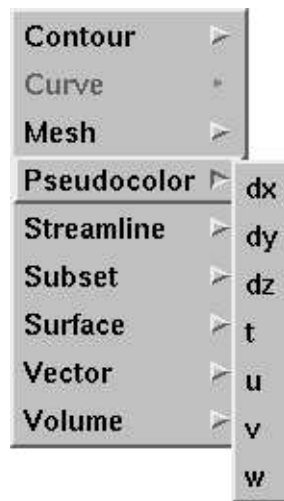 Contour
Curve
Mesh
Pseudocolor
Streamline
Subset
Surface
Vector
Volume
dx
dy
dz
t
u
v
w